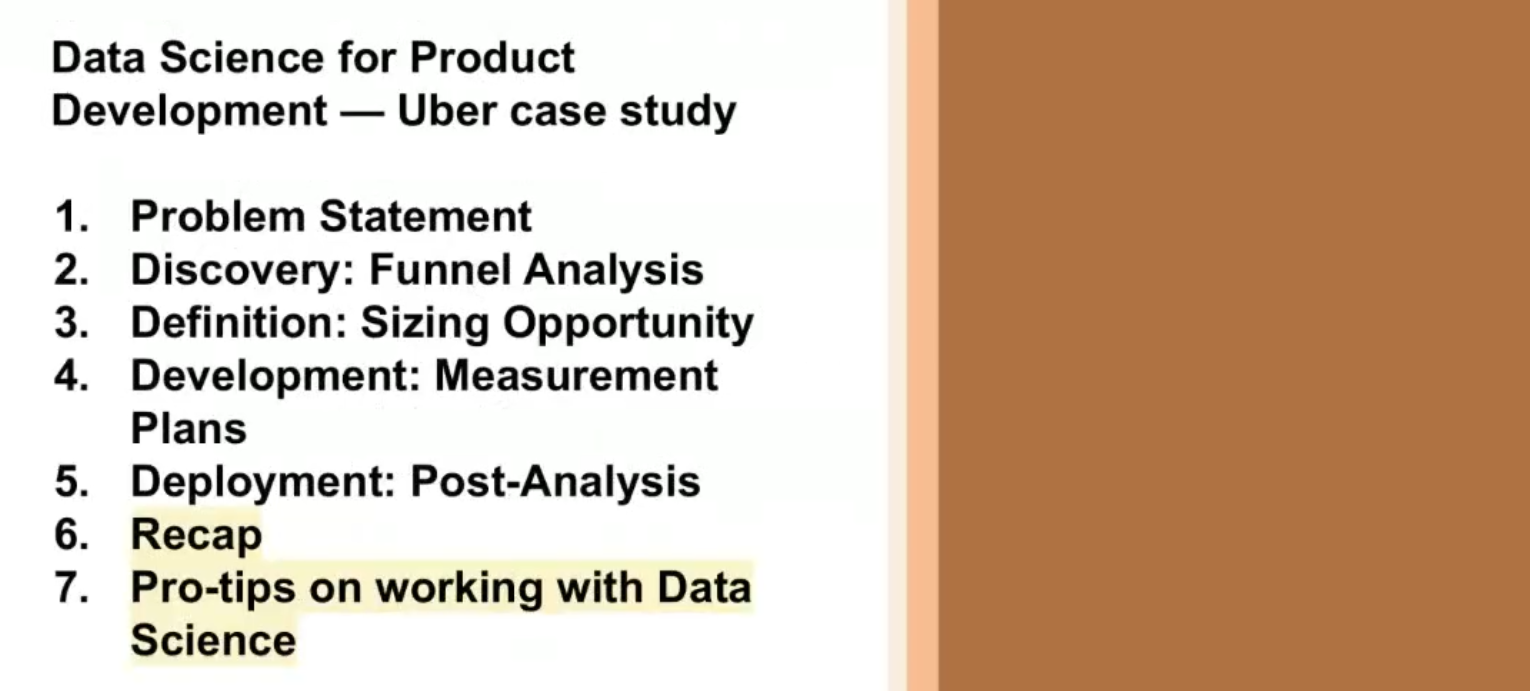 Data Science for Product
Development — Uber case study
1. Problem Statement
2. Discovery: Funnel Analysis
3. Definition: Sizing Opportunity
4. Development: Measurement
Plans
5. Deployment: Post-Analysis
6. Recap
7. Pro-tips on working with Data
Science